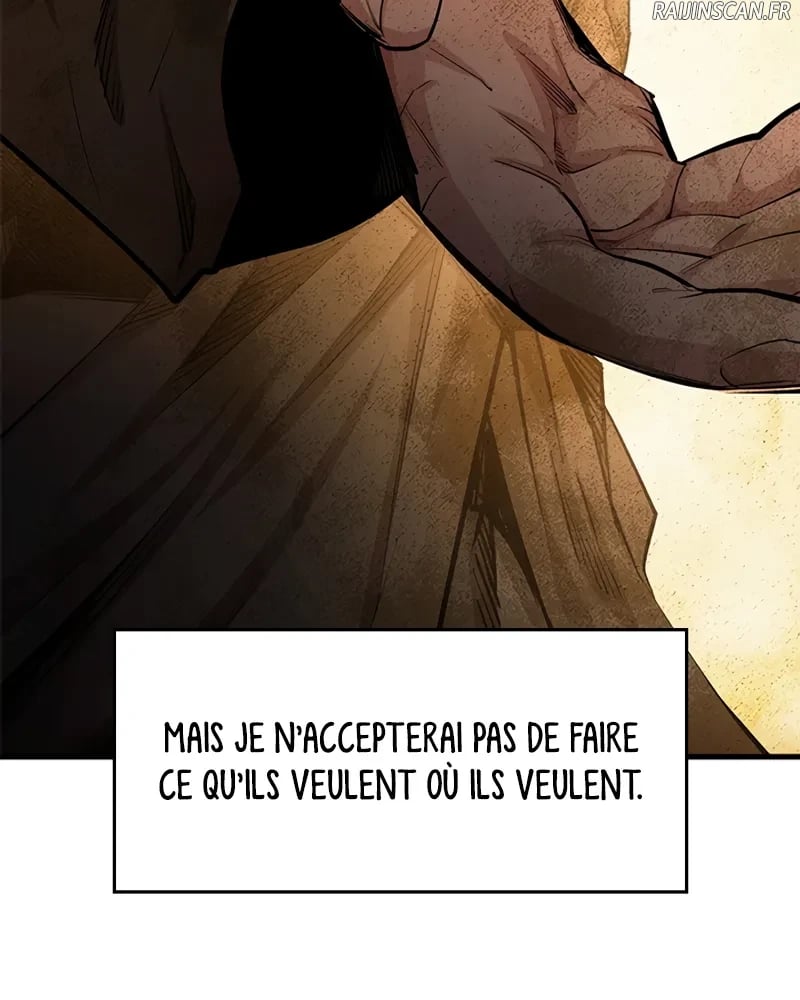 RAIJINSCAN.FR
MAIS JE N'ACCEPTERAI PAS DE FAIRE
CE QU'ILS VEULENT OÙ ILS VEULENT.